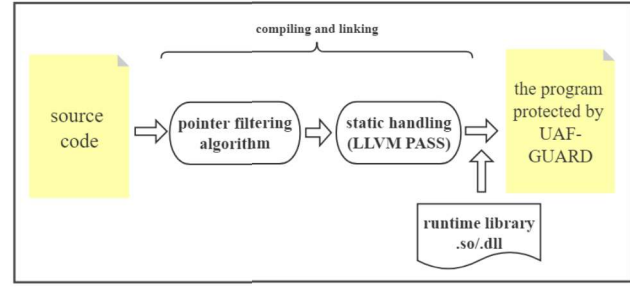 compiling and linking
source
code
pointer filtering
algorithm
static handling
(LLVM PASS)
the program
protected by
UAF-
GUARD
runtime library
.so/.dll